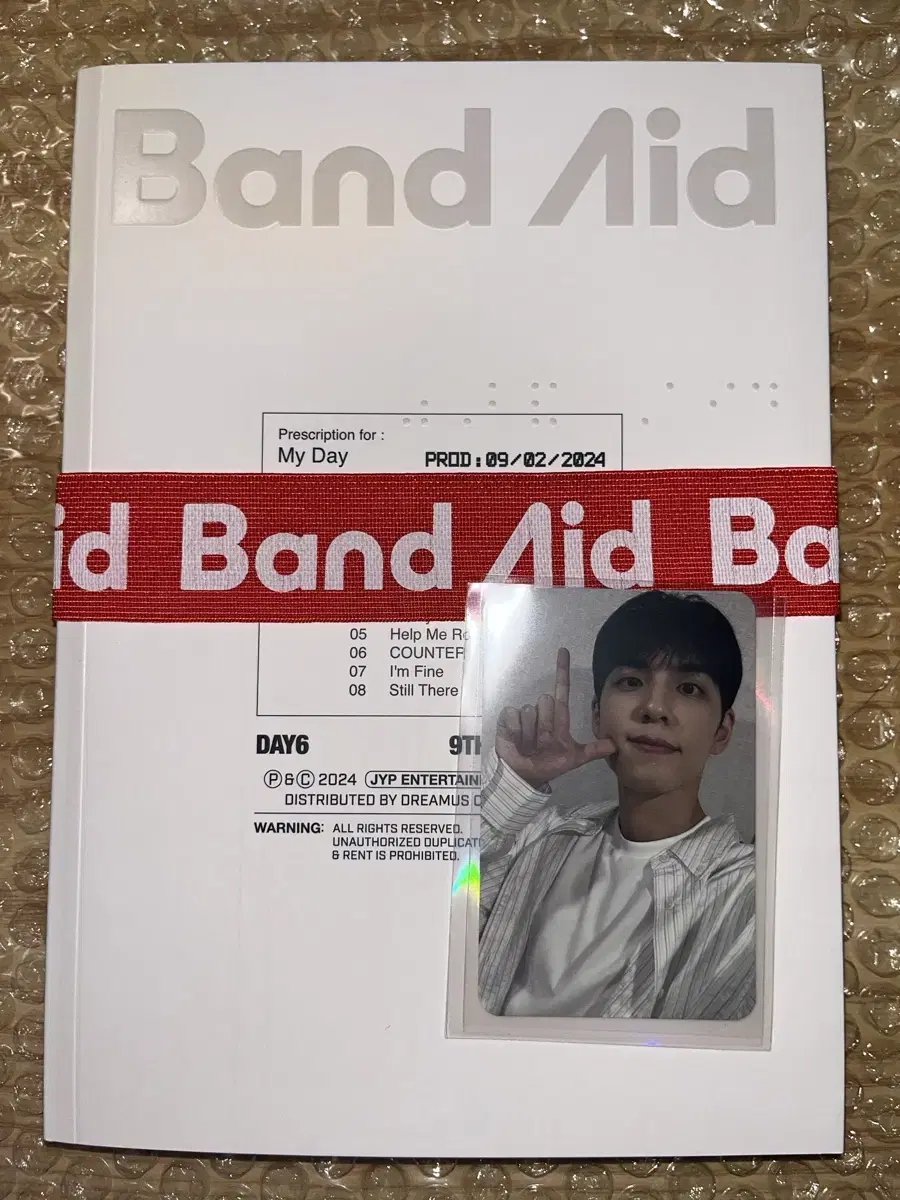 Band Aid
Prescription for :
My Day
PROD:09/02/2024
id Band Aid Ba
05 Help Me Ro
06 COUNTER
07 I'm Fine
08 Still There
DAY6 9TH
Ⓟ&Ⓒ 2024 JYP ENTERTAIN
DISTRIBUTED BY DREAMUS C
WARNING: ALL RIGHTS RESERVED.
UNAUTHORIZED DUPLICAT
& RENT IS PROHIBITED.